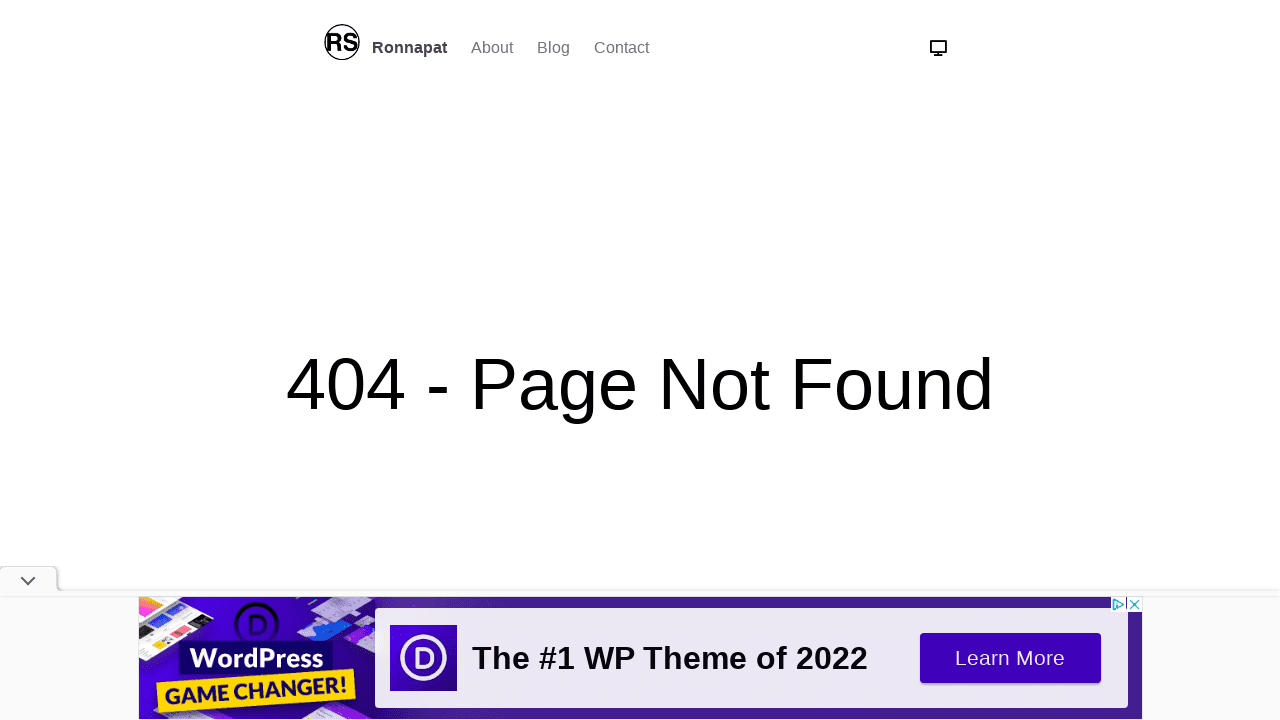 RS Ronnapat About Blog Contact
404 - Page Not Found
WordPress
GAME CHANGER!
D
The #1 WP Theme of 2022
Learn More